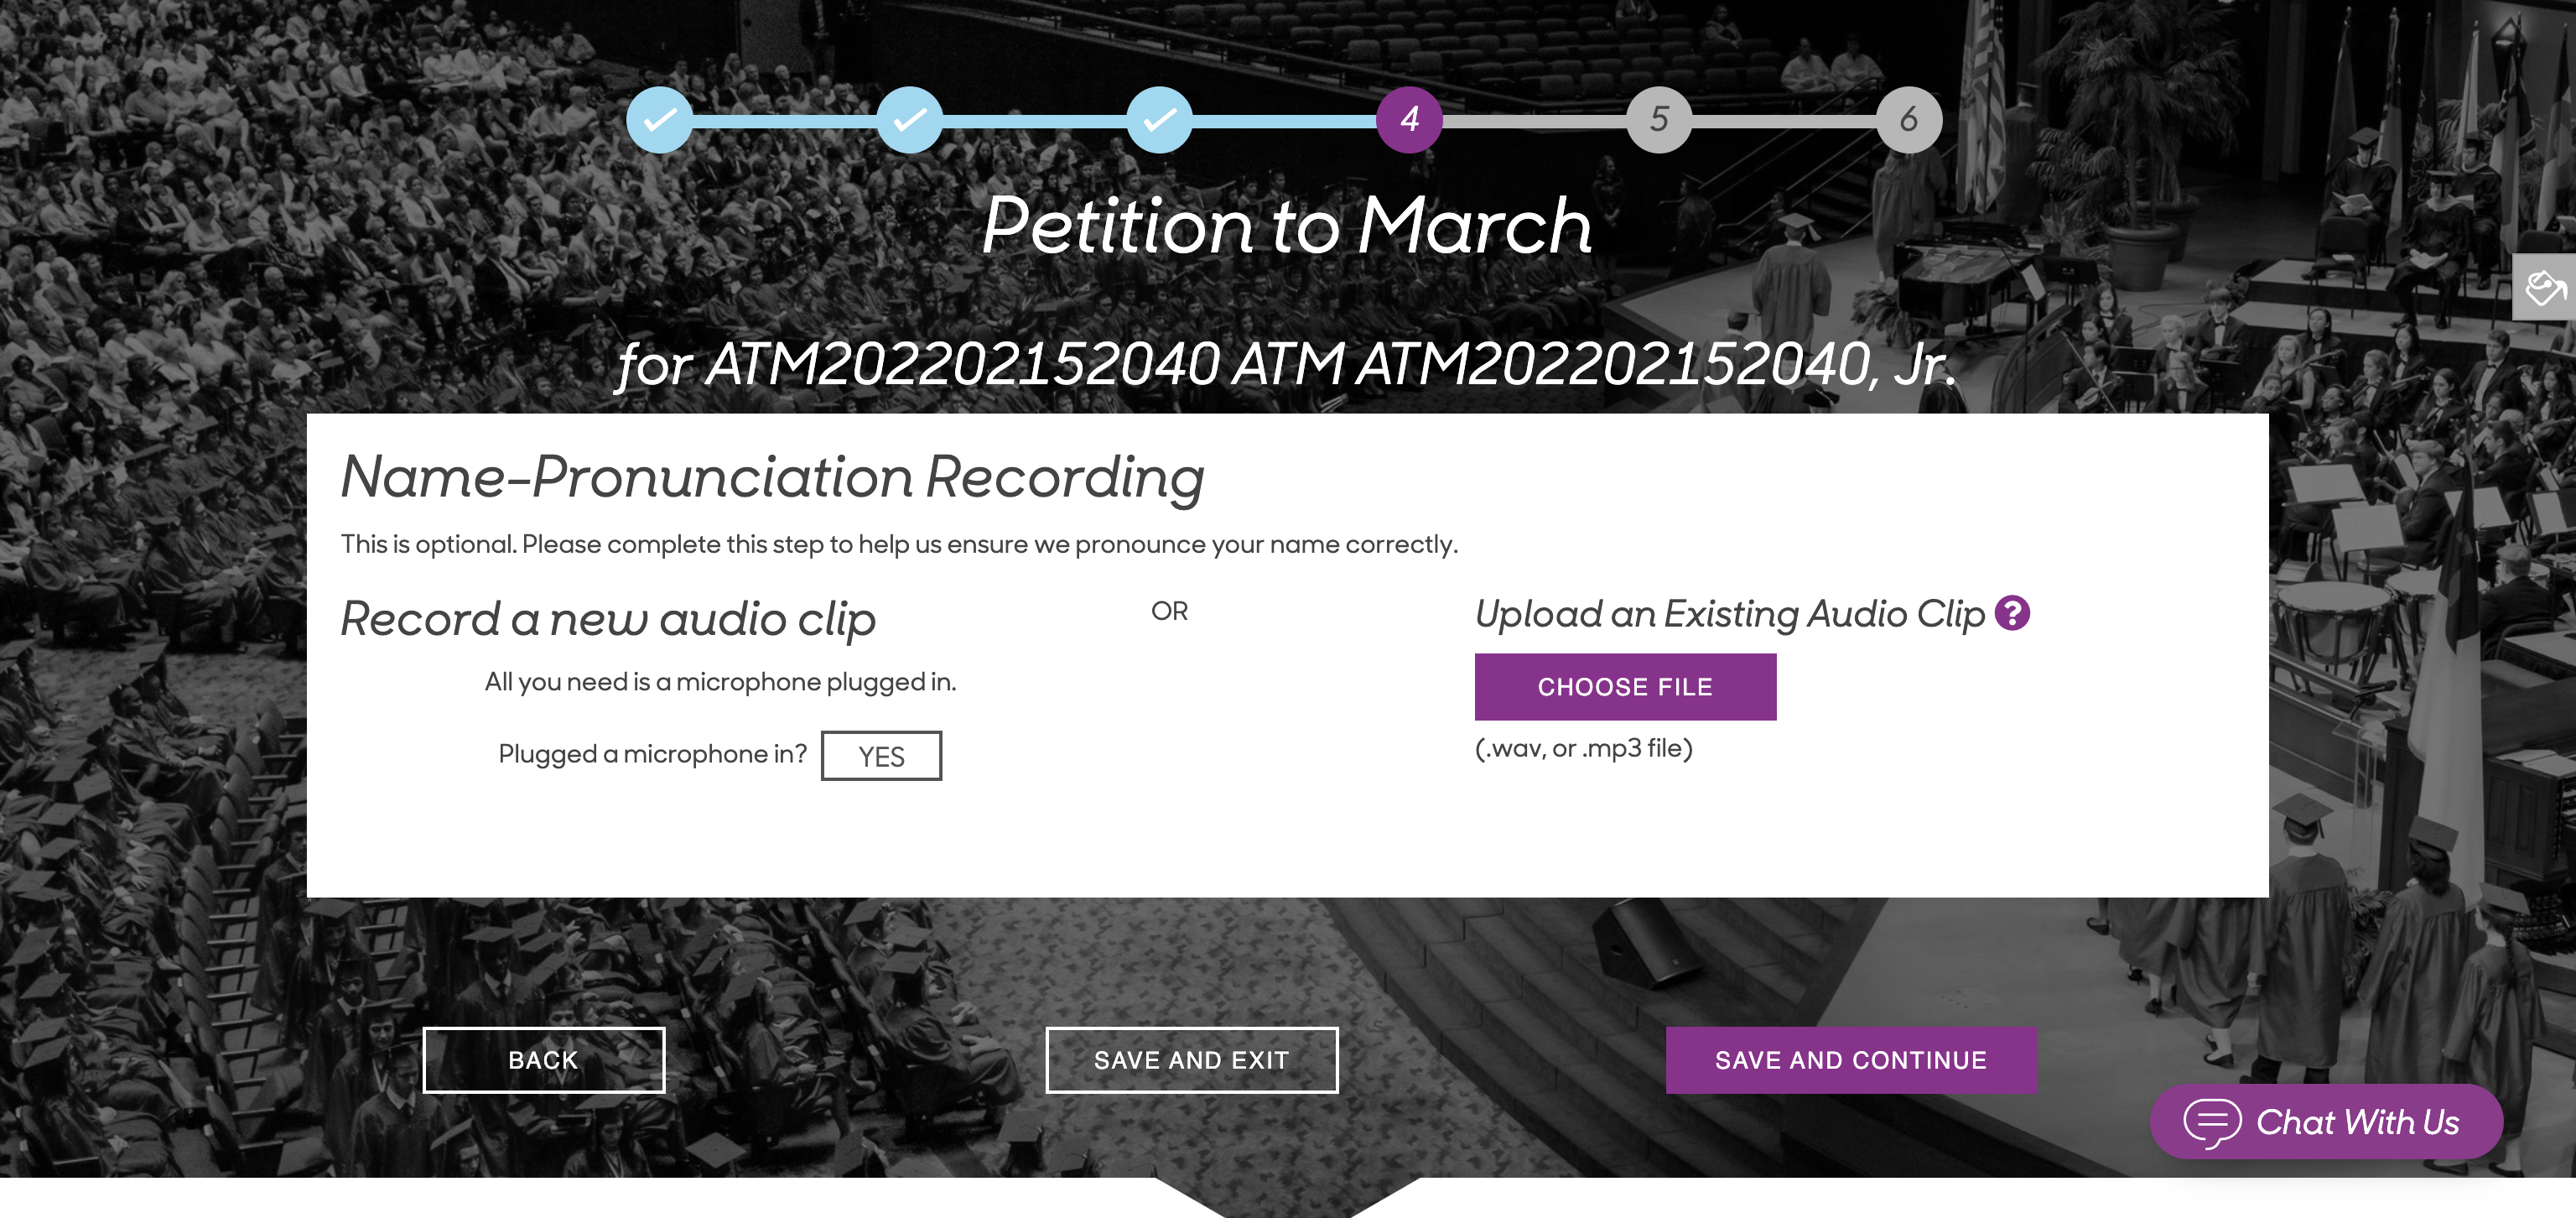 4
5
6
Petition to March
for ATM202202152040 ATM ATM202202152040, Jr.
Name-Pronunciation Recording
This is optional. Please complete this step to help us ensure we pronounce your name correctly.
Record a new audio clip
All you need is a microphone plugged in.
Plugged a microphone in?
YES
OR
Upload an Existing Audio Clip ?
CHOOSE FILE
(.wav, or .mp3 file)
BACK
SAVE AND EXIT
SAVE AND CONTINUE
Chat With Us